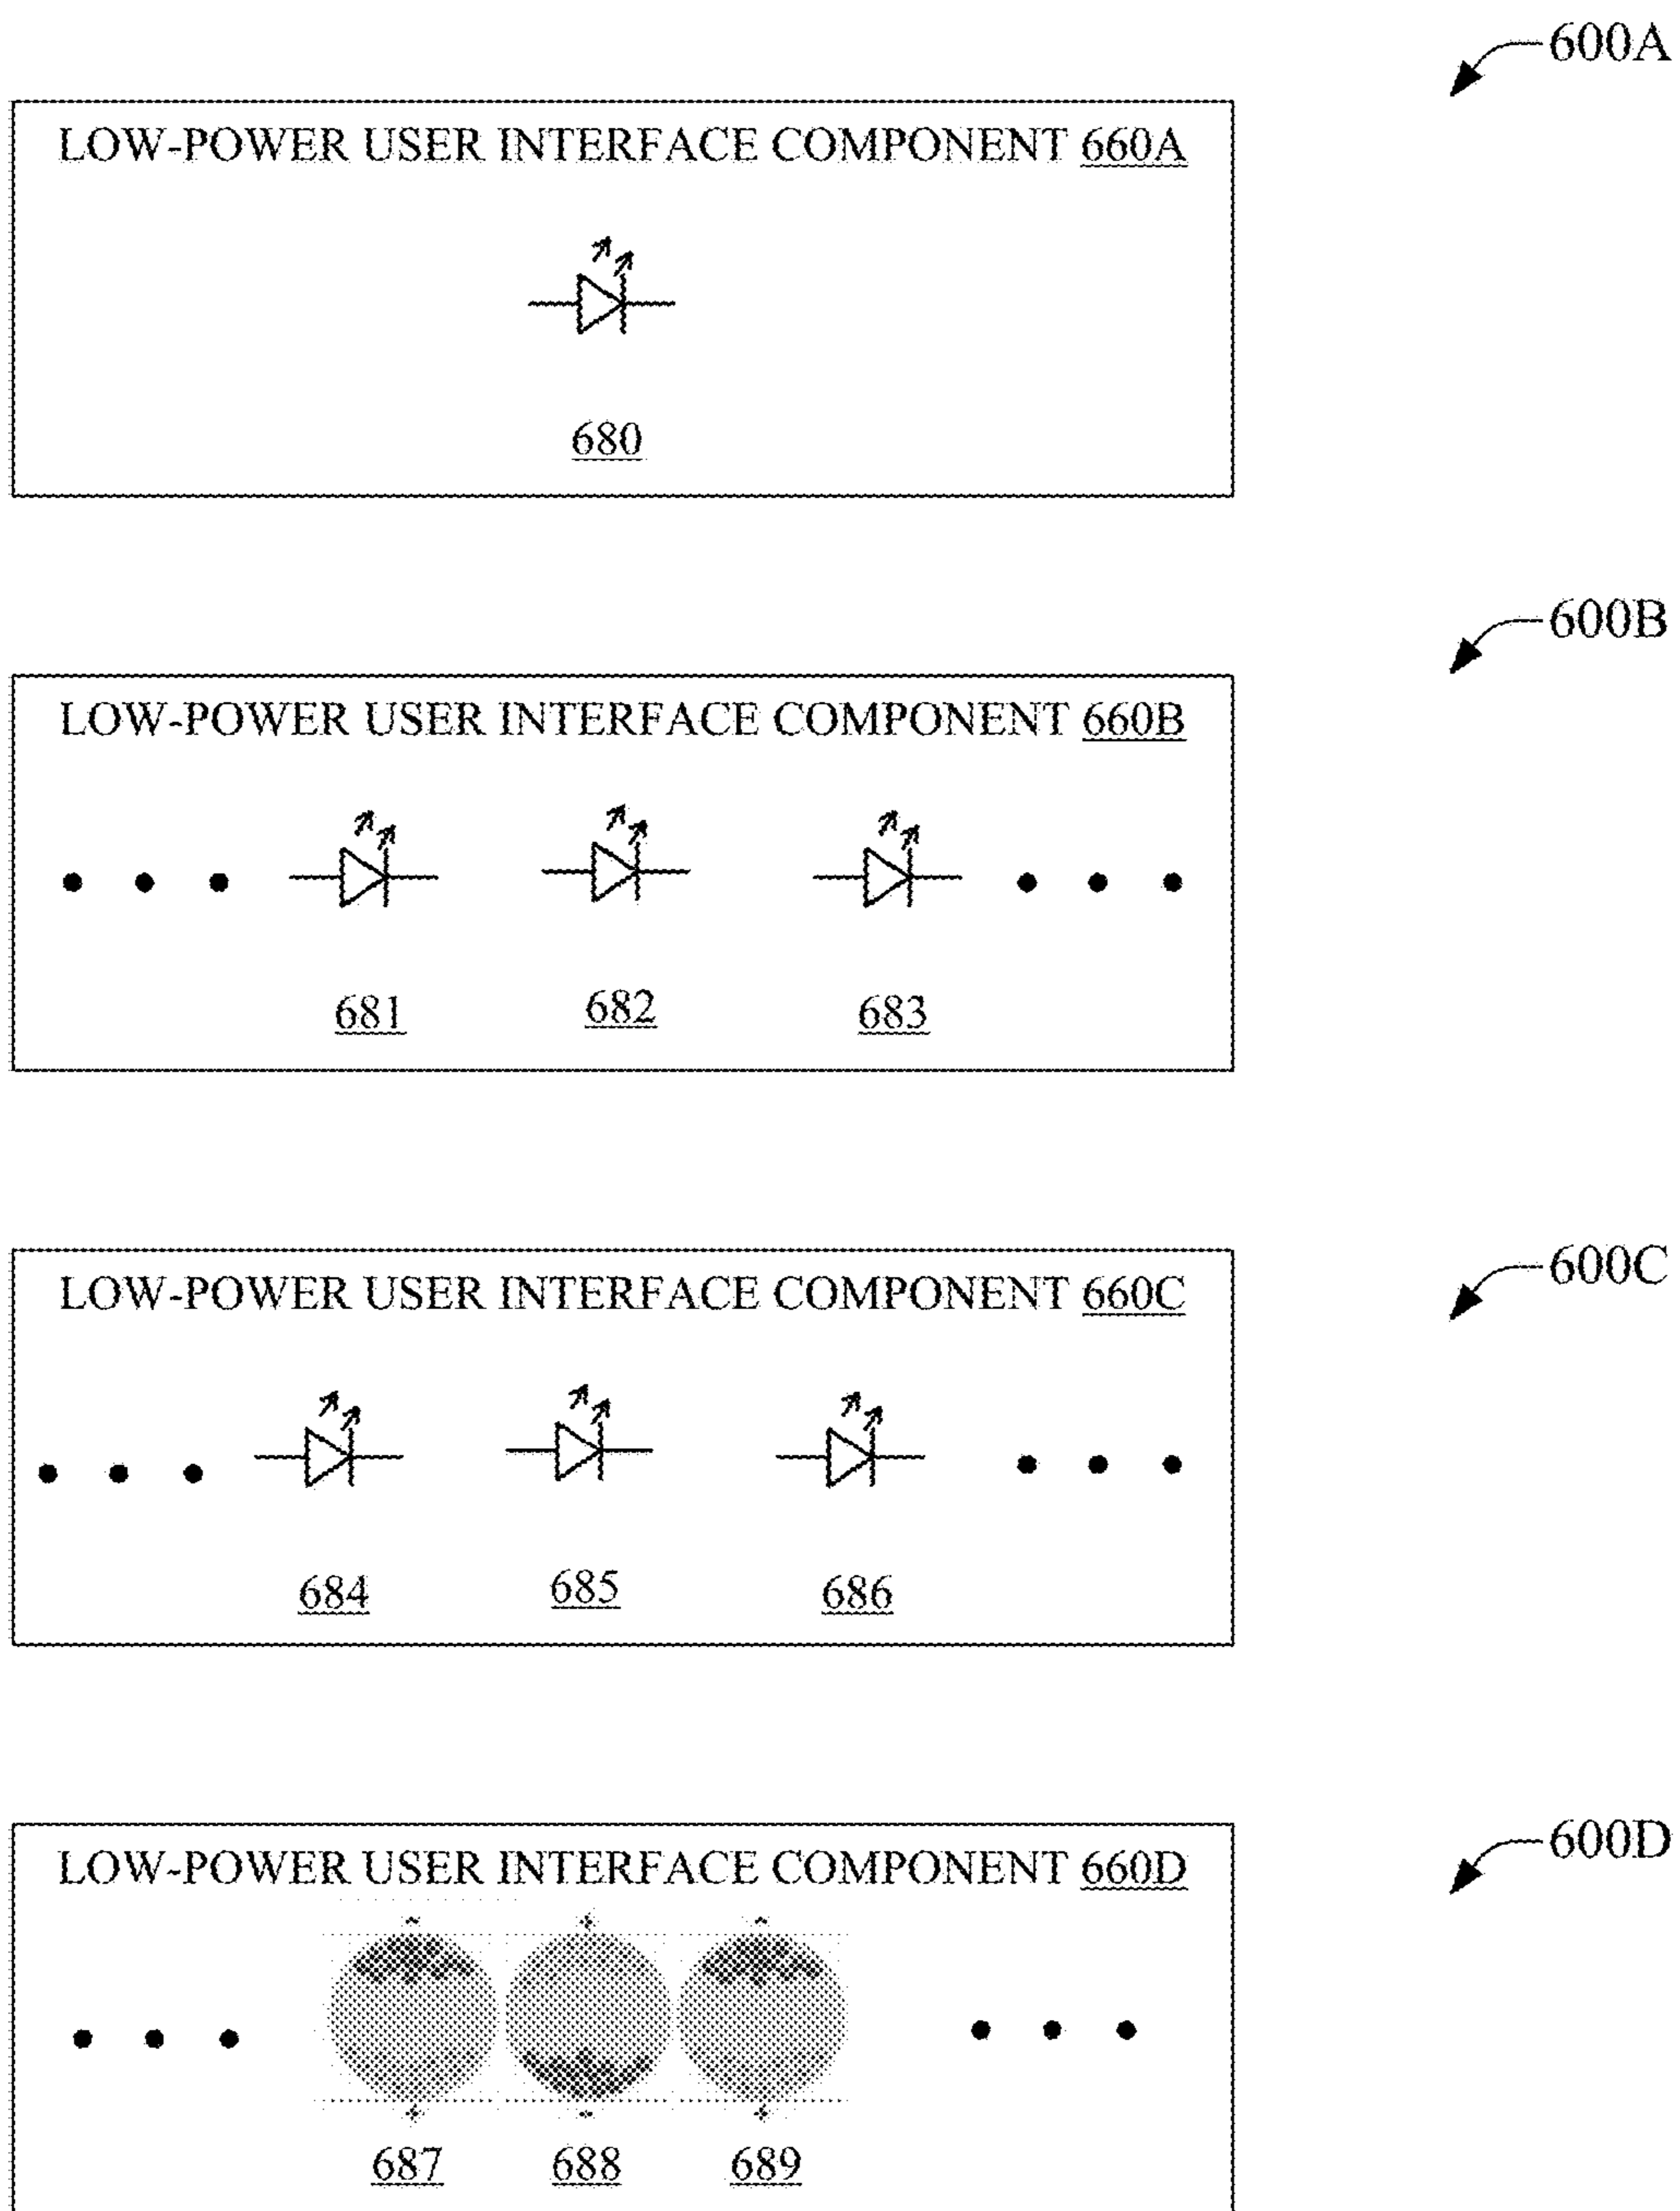 600A
LOW-POWER USER INTERFACE COMPONENT 660A
680
600B
LOW-POWER USER INTERFACE COMPONENT 660B
681 682 683
600C
LOW-POWER USER INTERFACE COMPONENT 660C
684 685 686
600D
LOW-POWER USER INTERFACE COMPONENT 660D
687 688 689